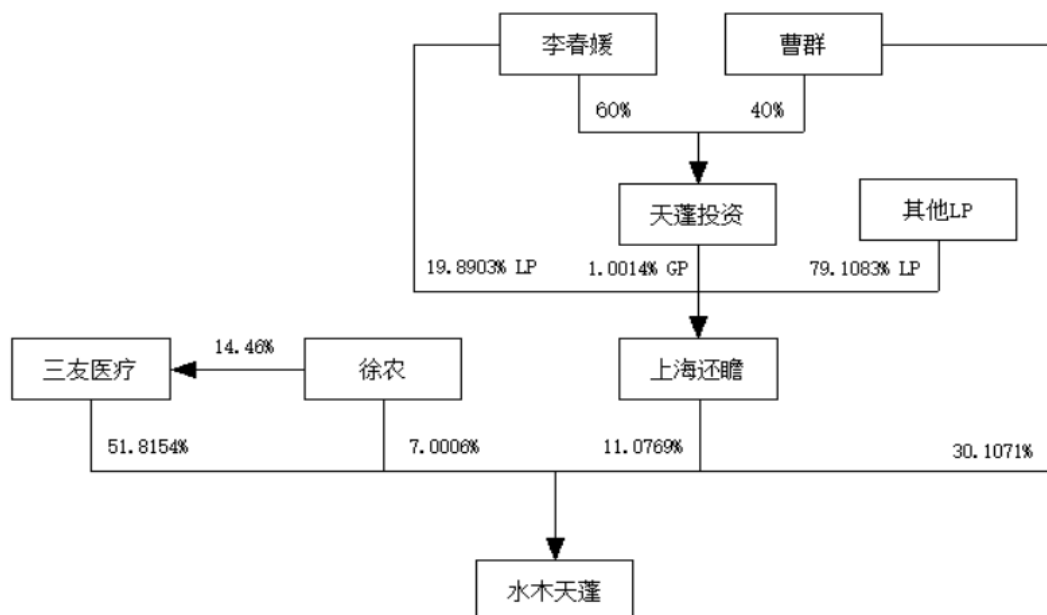 李春媛
曹群
60%
40%
天蓬投资
其他LP
19.8903% LP
1.0014% GP
79.1083% LP
三友医疗
14.46%
徐农
上海还瞻
51.8154%
7.0006%
11.0769%
30.1071%
水木天蓬